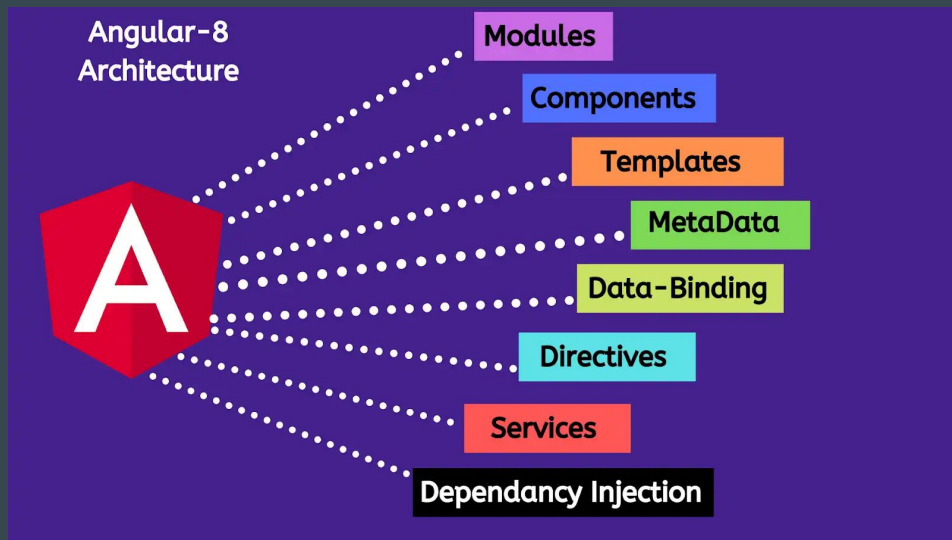 Angular-8
Architecture
Modules
Components
Templates
MetaData
Data-Binding
Directives
Services
Dependancy Injection